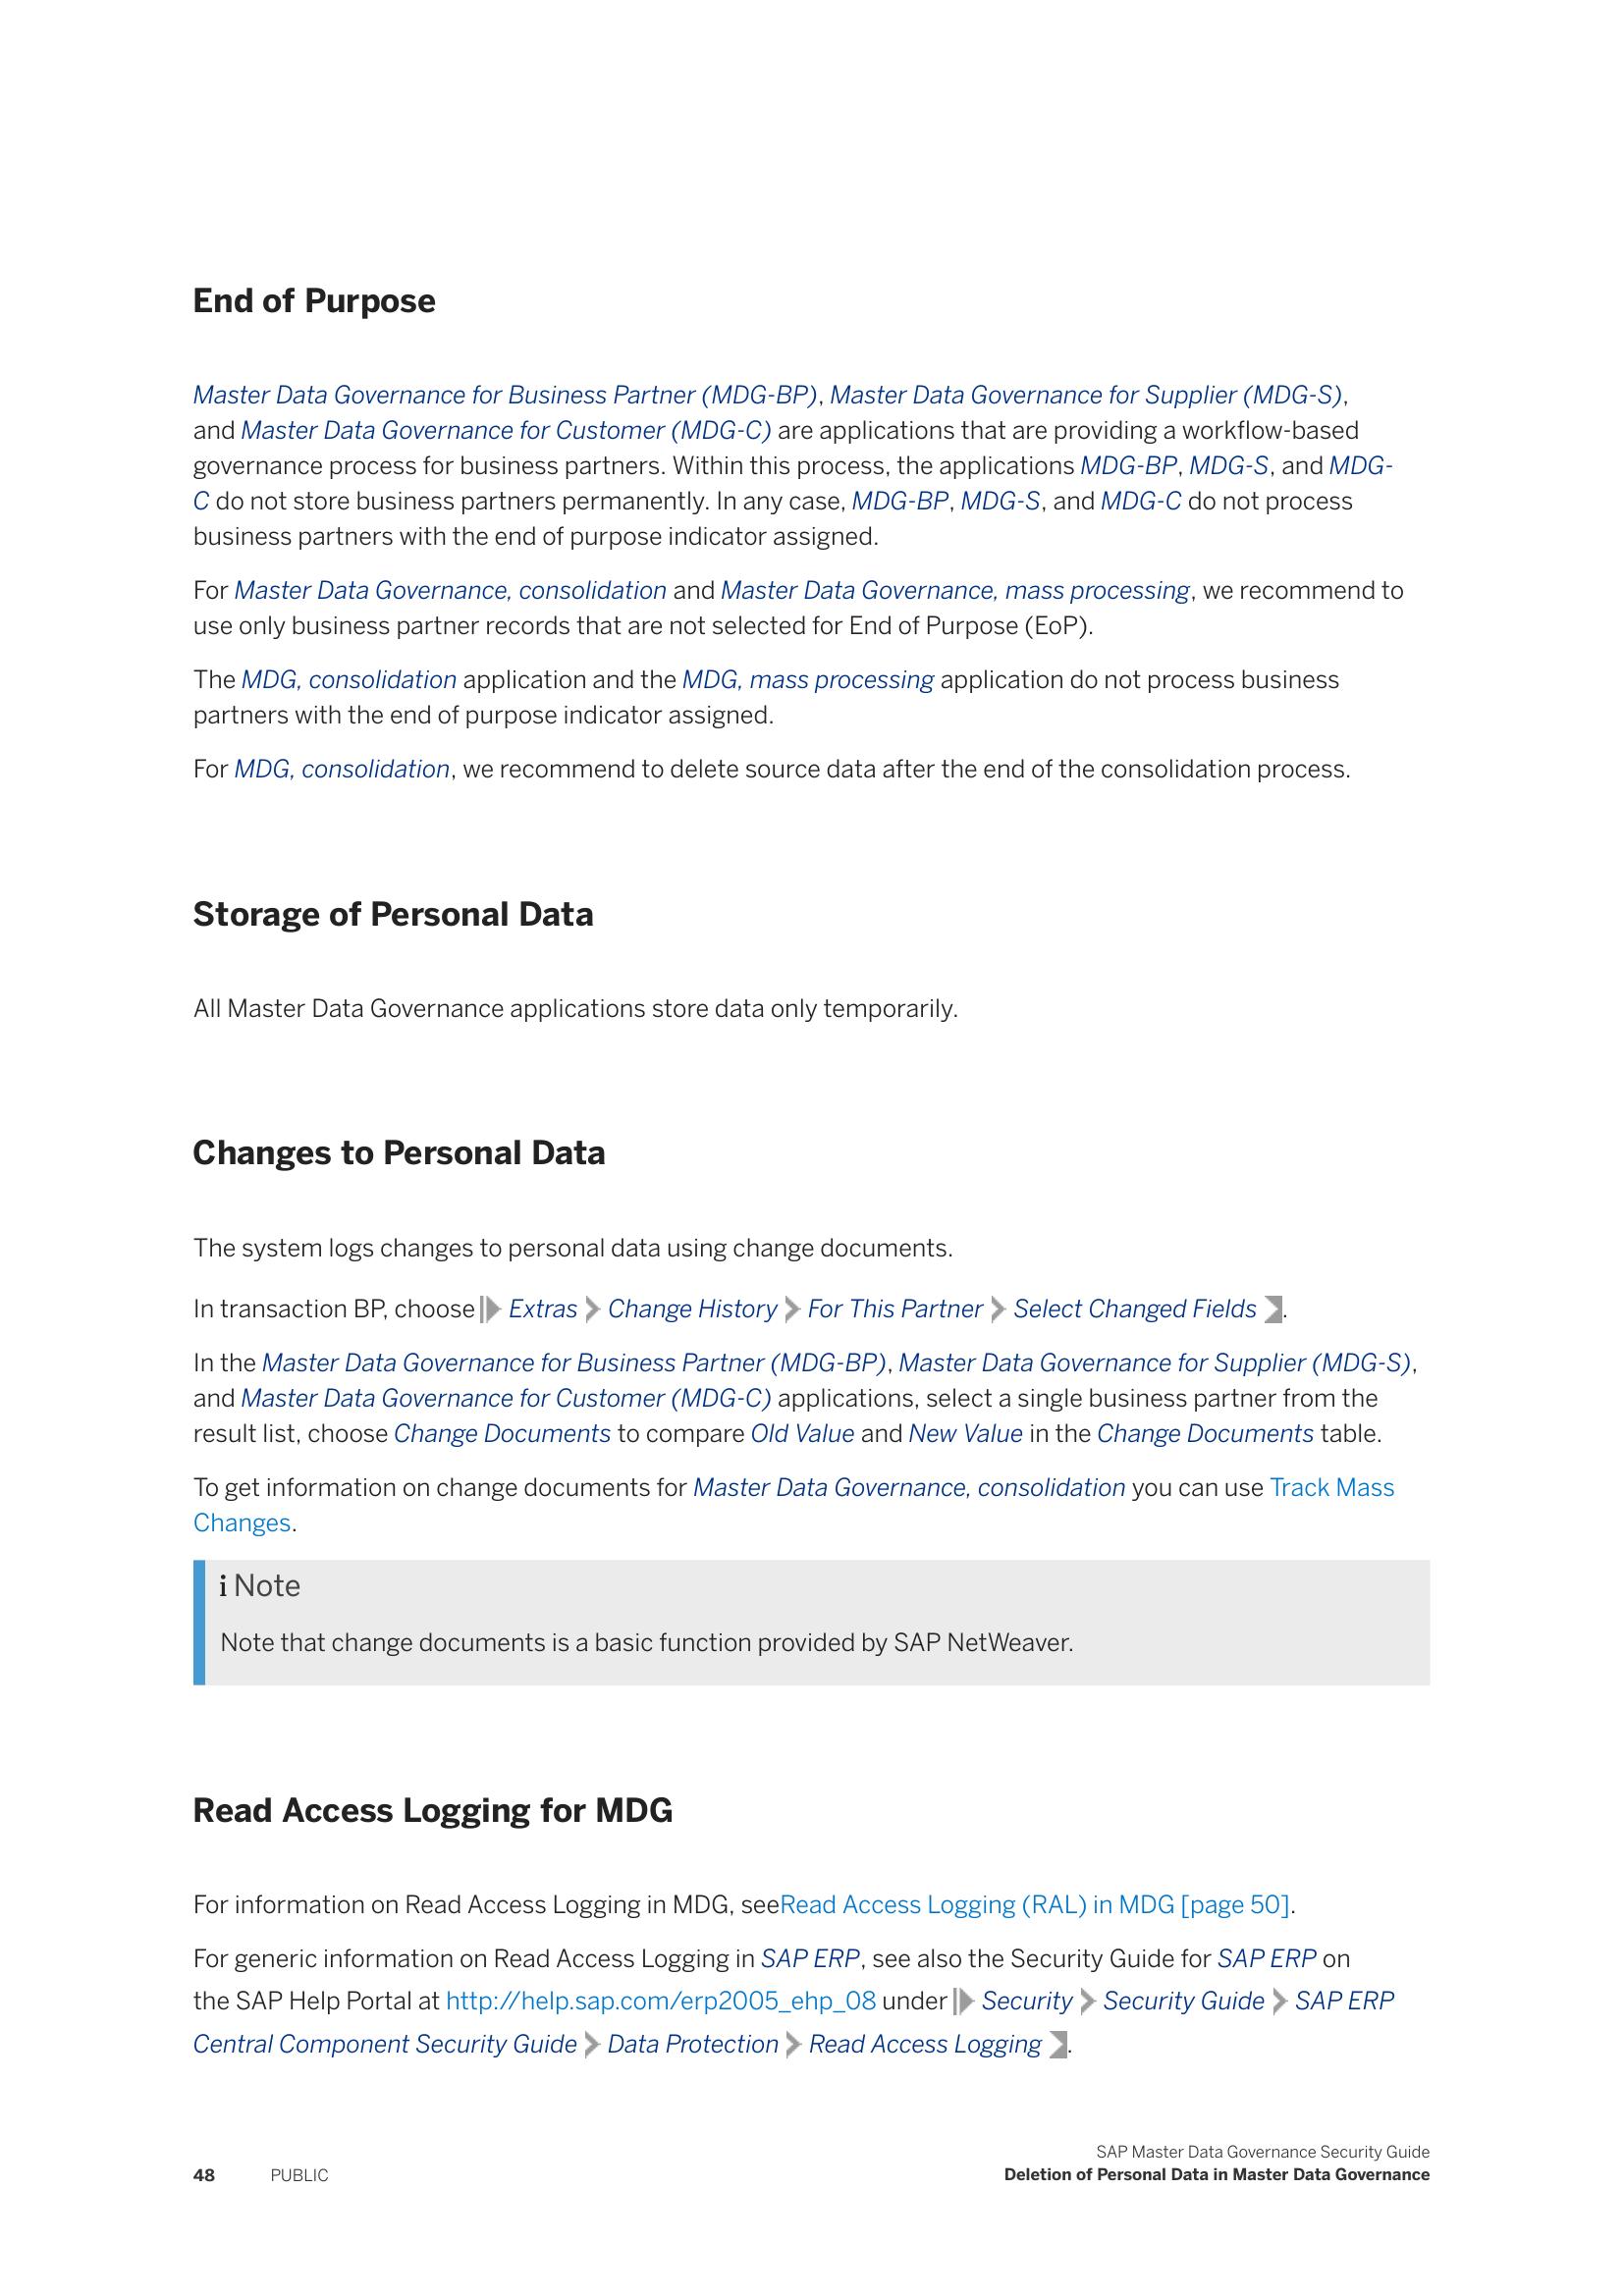 End of Purpose
Master Data Governance for Business Partner (MDG-BP), Master Data Governance for Supplier (MDG-S),
and Master Data Governance for Customer (MDG-C) are applications that are providing a workflow-based
governance process for business partners. Within this process, the applications MDG-BP, MDG-S, and MDG-
C do not store business partners permanently. In any case, MDG-BP, MDG-S, and MDG-C do not process
business partners with the end of purpose indicator assigned.
For Master Data Governance, consolidation and Master Data Governance, mass processing, we recommend to
use only business partner records that are not selected for End of Purpose (EoP).
The MDG, consolidation application and the MDG, mass processing application do not process business
partners with the end of purpose indicator assigned.
For MDG, consolidation, we recommend to delete source data after the end of the consolidation process.
Storage of Personal Data
All Master Data Governance applications store data only temporarily.
Changes to Personal Data
The system logs changes to personal data using change documents.
In transaction BP, choose Extras Change History For This Partner Select Changed Fields .
In the Master Data Governance for Business Partner (MDG-BP), Master Data Governance for Supplier (MDG-S),
and Master Data Governance for Customer (MDG-C) applications, select a single business partner from the
result list, choose Change Documents to compare Old Value and New Value in the Change Documents table.
To get information on change documents for Master Data Governance, consolidation you can use Track Mass
Changes.
i Note
Note that change documents is a basic function provided by SAP NetWeaver.
Read Access Logging for MDG
For information on Read Access Logging in MDG, seeRead Access Logging (RAL) in MDG [page 50].
For generic information on Read Access Logging in SAP ERP, see also the Security Guide for SAP ERP on
the SAP Help Portal at http://help.sap.com/erp2005_ehp_08 under Security Security Guide SAP ERP
Central Component Security Guide Data Protection Read Access Logging .
SAP Master Data Governance Security Guide
48 PUBLIC Deletion of Personal Data in Master Data Governance